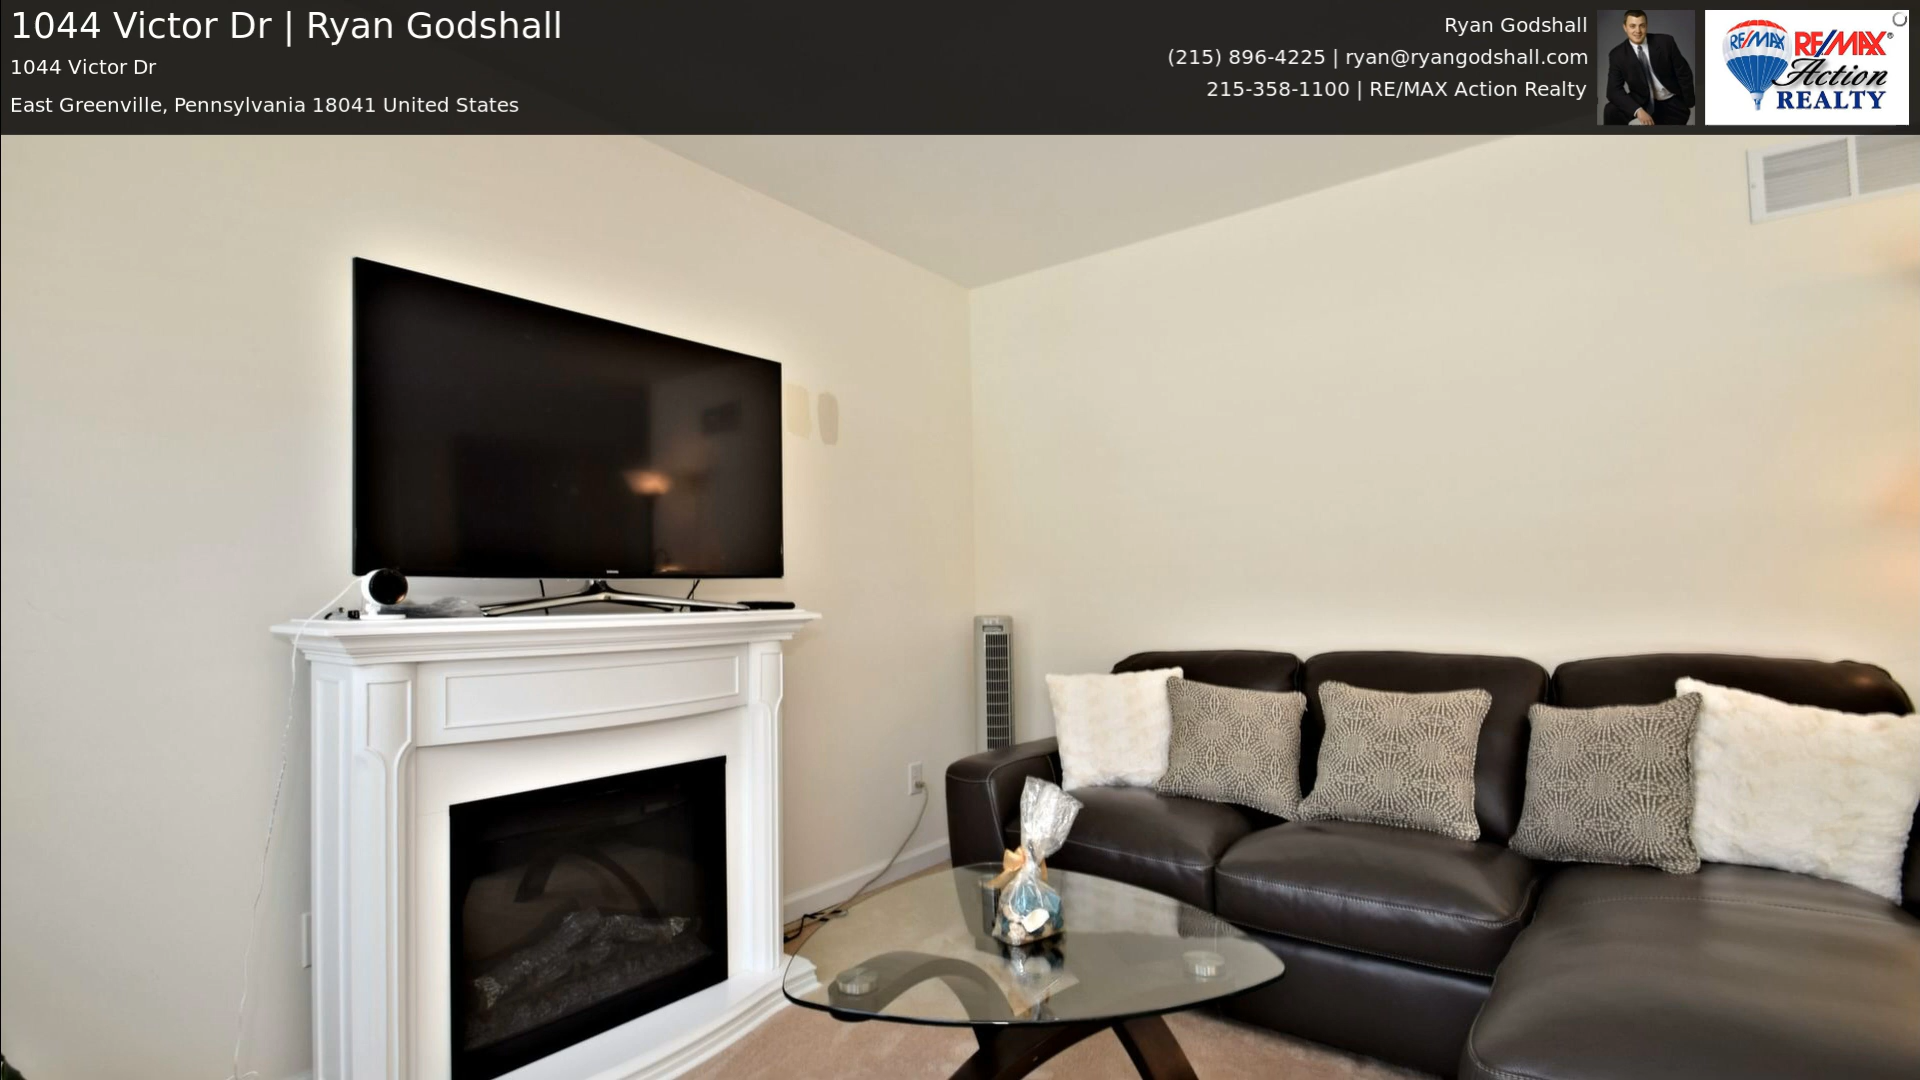 1044 Victor Dr | Ryan Godshall
1044 Victor Dr
East Greenville, Pennsylvania 18041 United States
Ryan Godshall
(215) 896-4225 | ryan@ryangodshall.com
215-358-1100 | RE/MAX Action Realty
RE/MAX
RE/MAX®
Action
REALTY